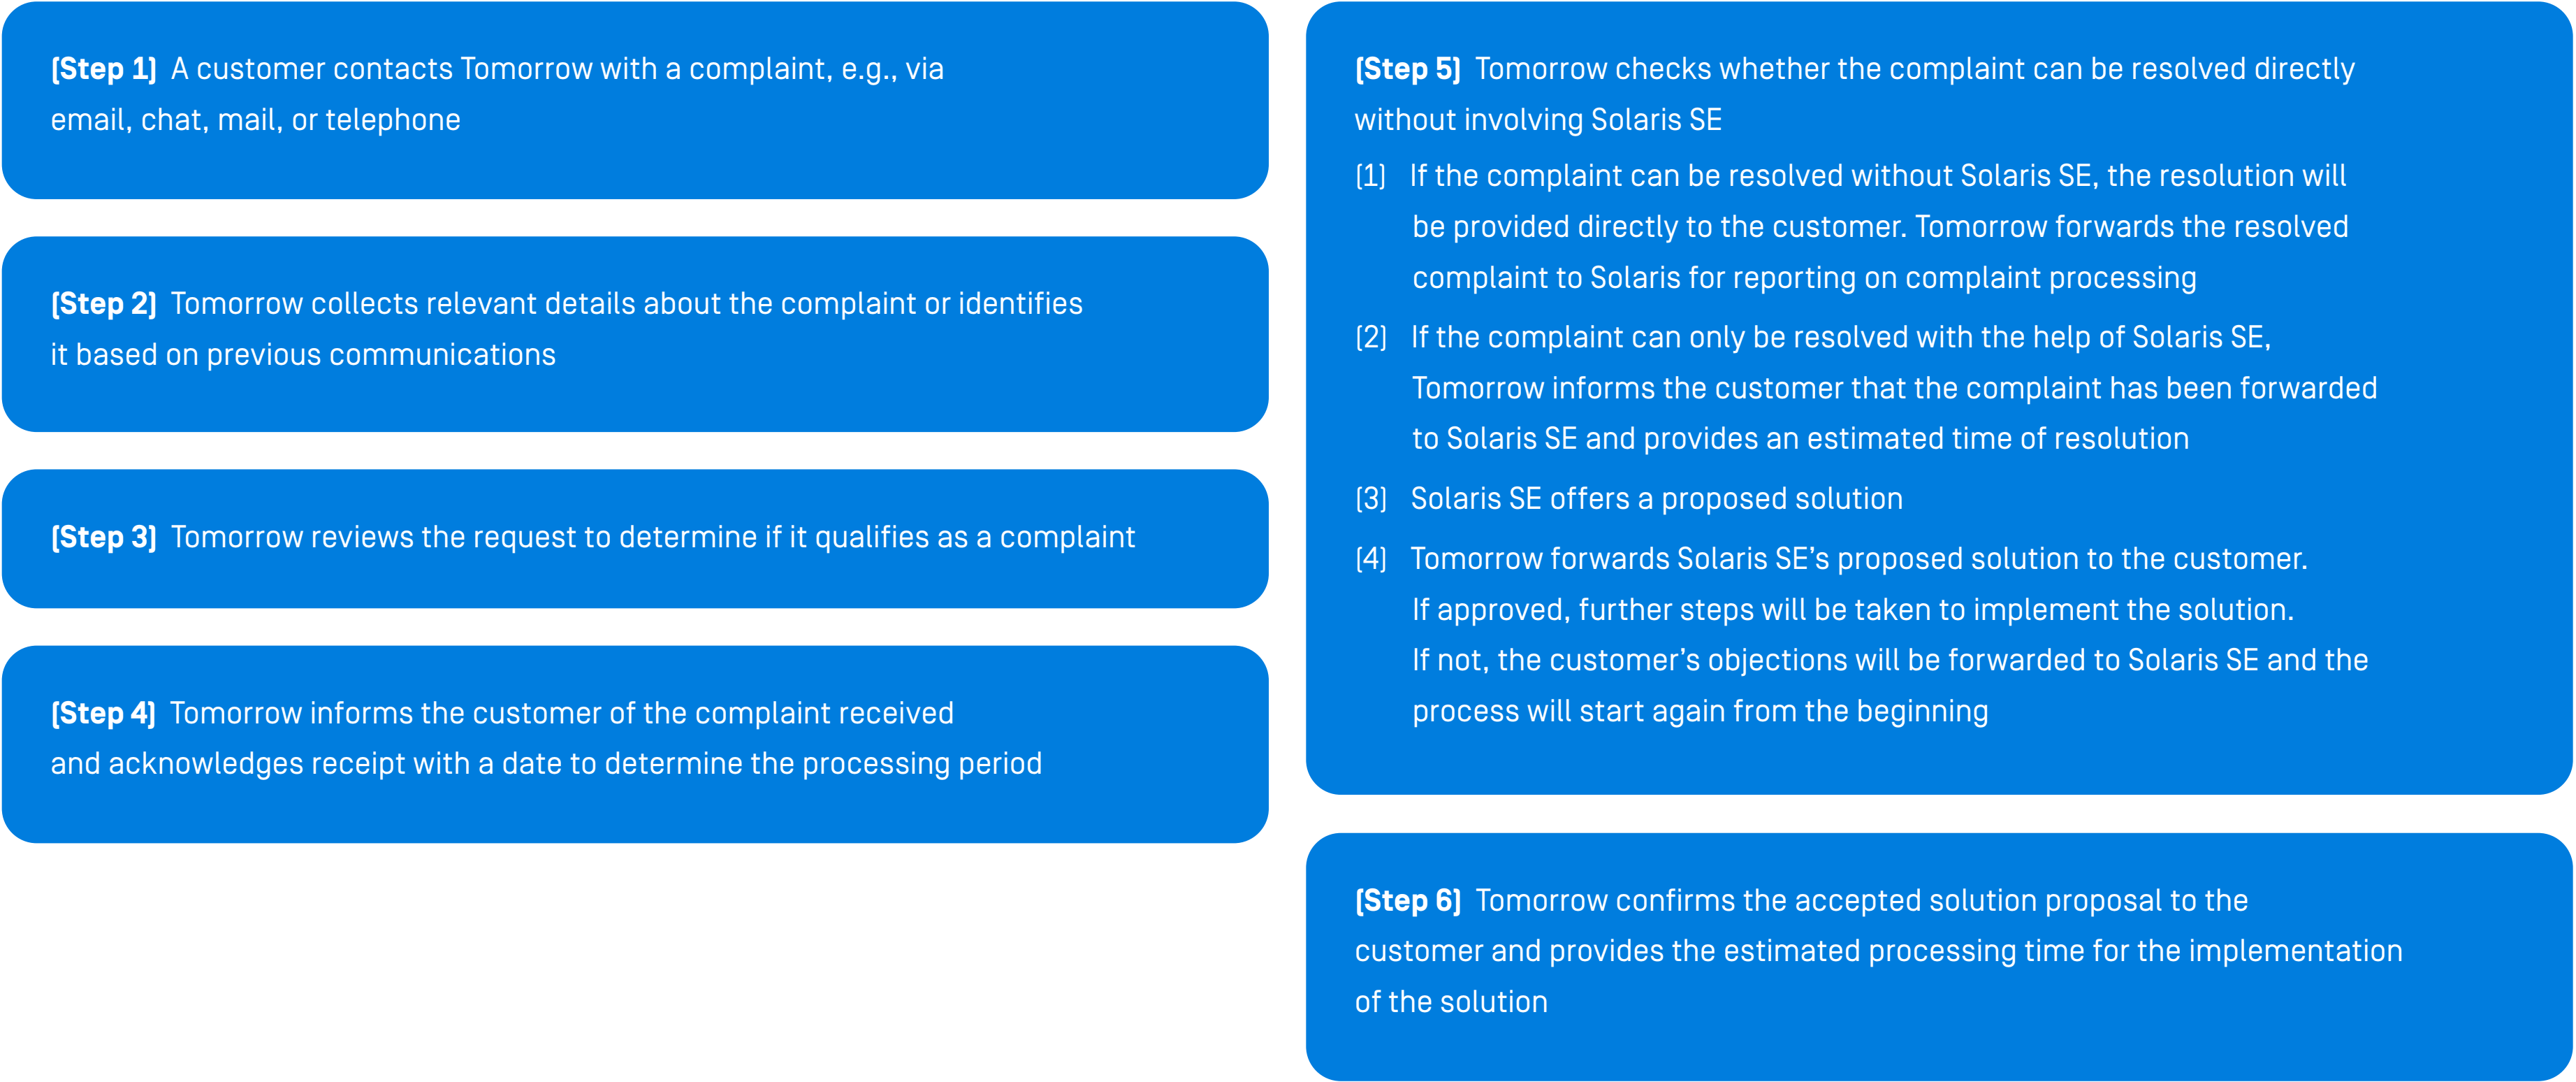 (Step 1) A customer contacts Tomorrow with a complaint, e.g., via
email, chat, mail, or telephone
(Step 2) Tomorrow collects relevant details about the complaint or identifies
it based on previous communications
(Step 3) Tomorrow reviews the request to determine if it qualifies as a complaint
(Step 4) Tomorrow informs the customer of the complaint received
and acknowledges receipt with a date to determine the processing period
(Step 5) Tomorrow checks whether the complaint can be resolved directly
without involving Solaris SE
(1) If the complaint can be resolved without Solaris SE, the resolution will
be provided directly to the customer. Tomorrow forwards the resolved
complaint to Solaris for reporting on complaint processing
(2) If the complaint can only be resolved with the help of Solaris SE,
Tomorrow informs the customer that the complaint has been forwarded
to Solaris SE and provides an estimated time of resolution
(3) Solaris SE offers a proposed solution
(4) Tomorrow forwards Solaris SE’s proposed solution to the customer.
If approved, further steps will be taken to implement the solution.
If not, the customer’s objections will be forwarded to Solaris SE and the
process will start again from the beginning
(Step 6) Tomorrow confirms the accepted solution proposal to the
customer and provides the estimated processing time for the implementation
of the solution